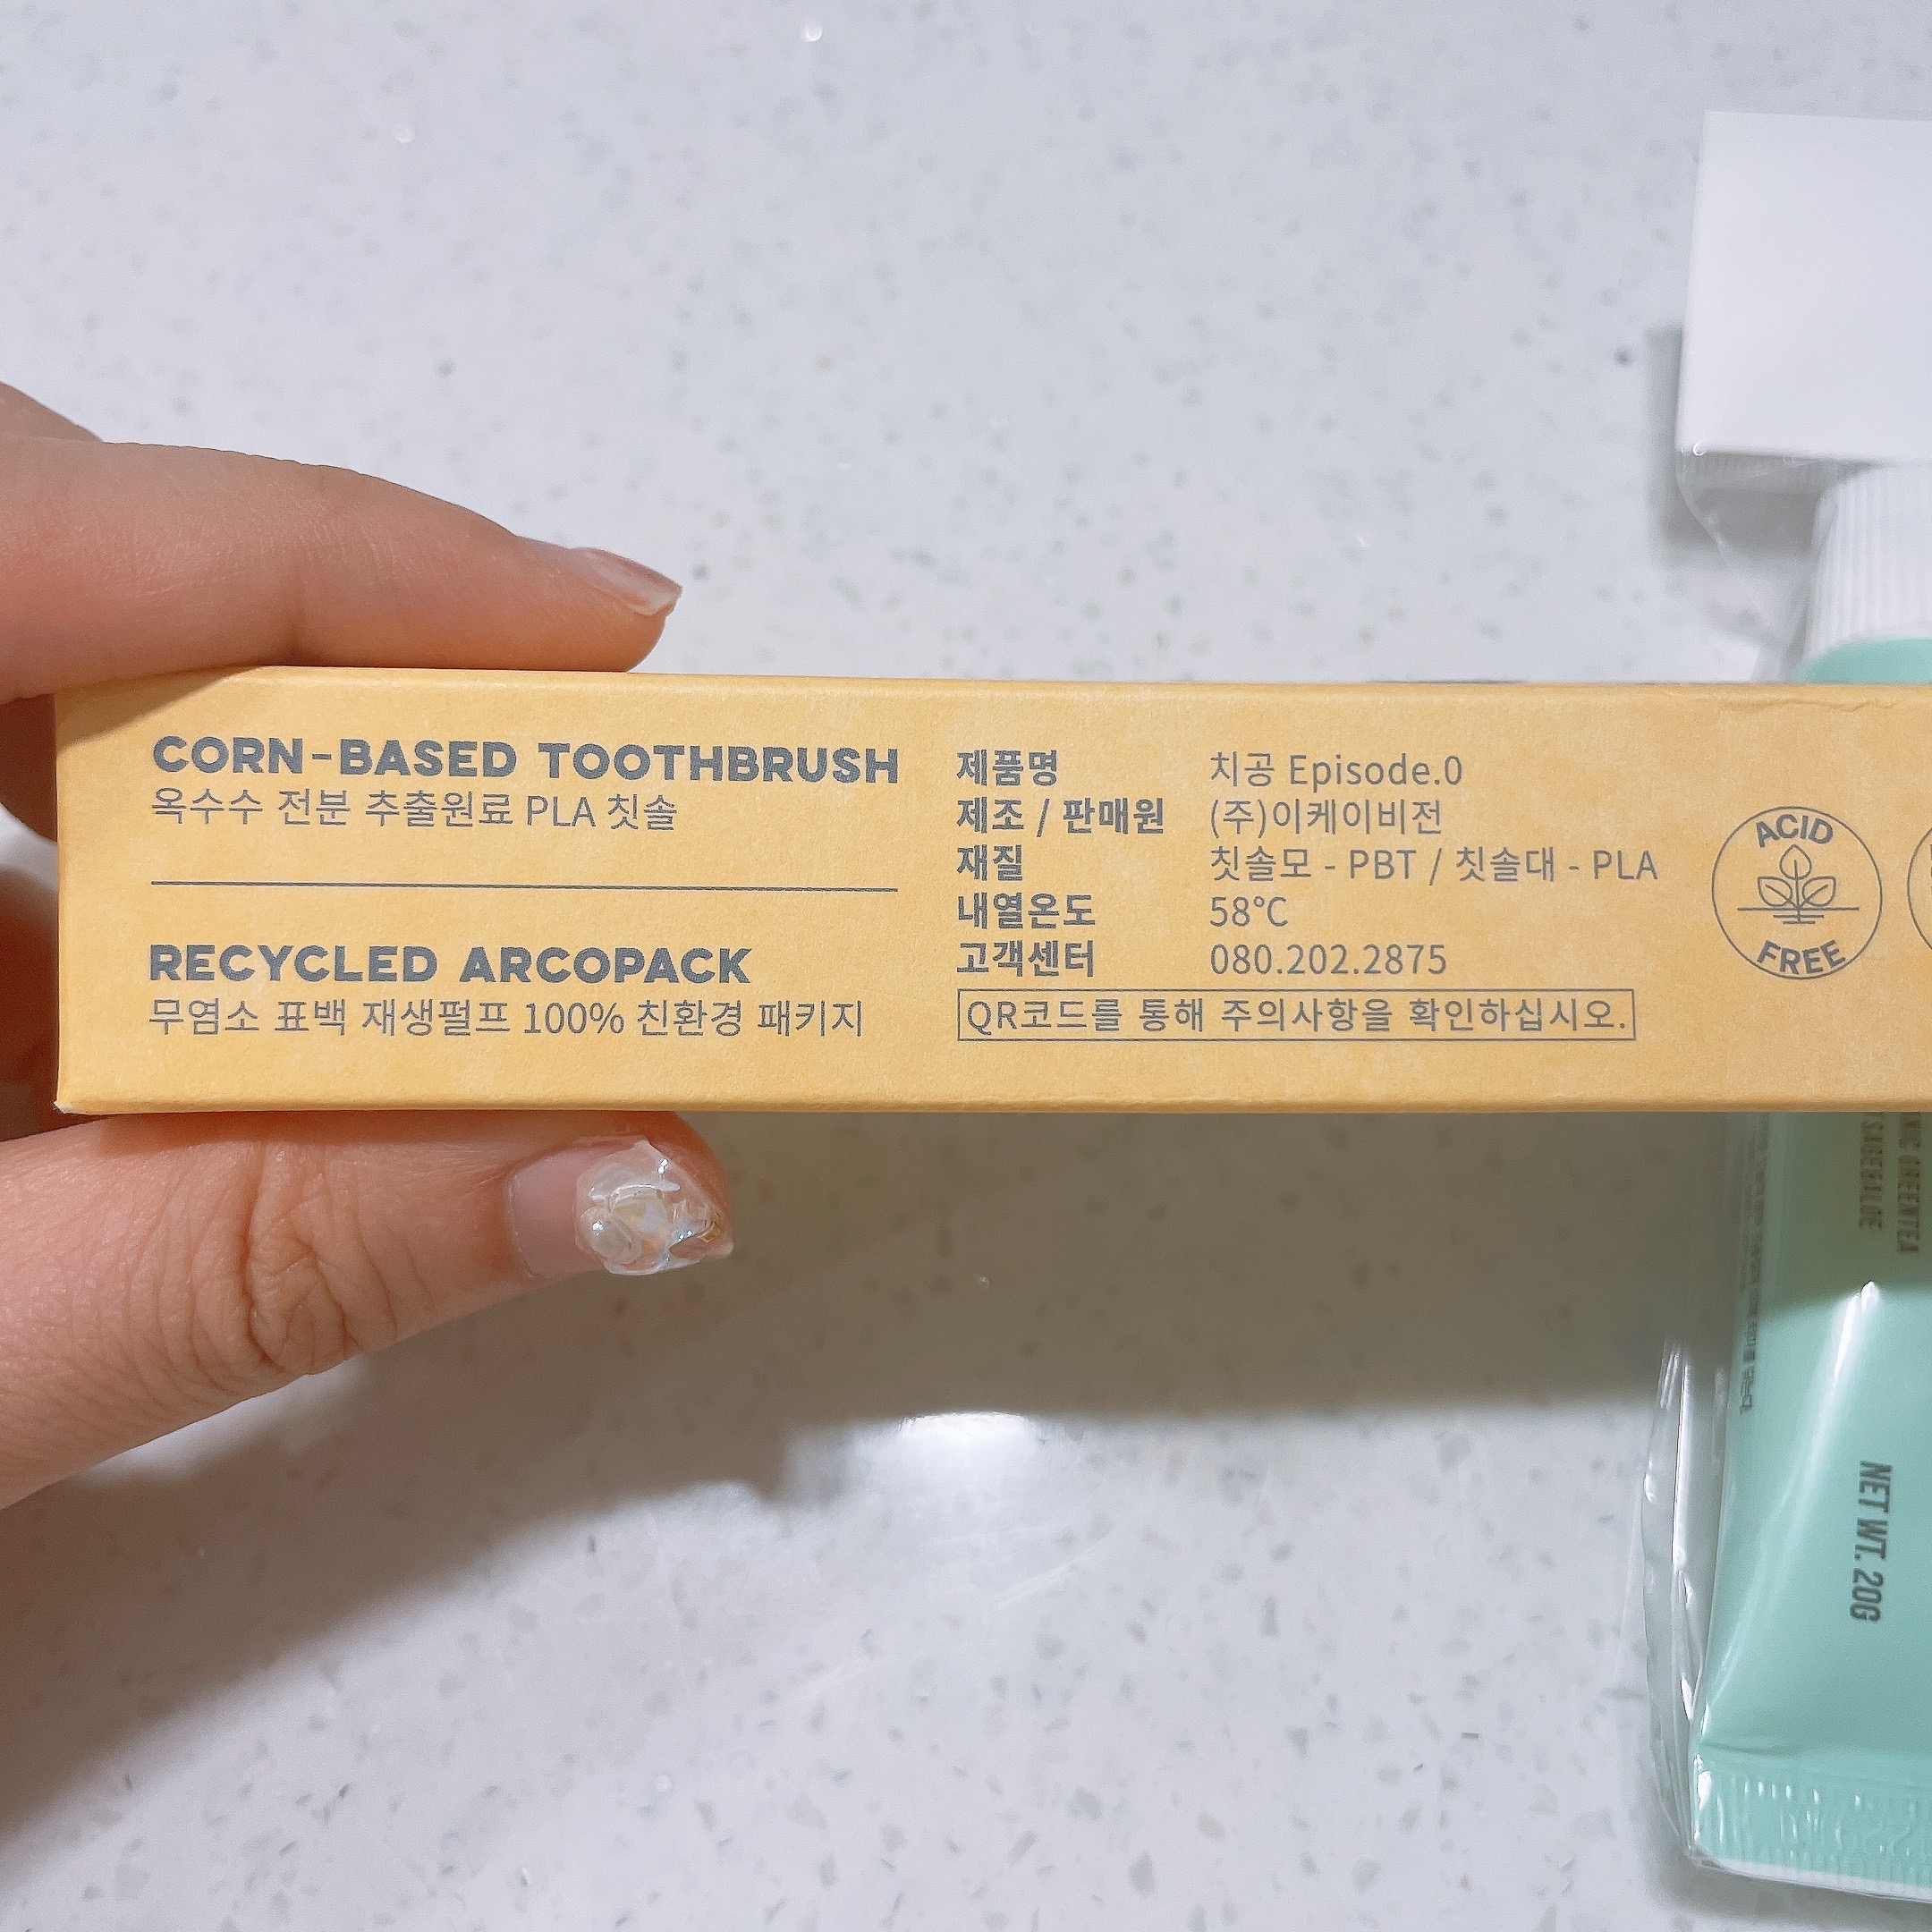 CORN-BASED TOOTHBRUSH
옥수수 전분 추출원료 PLA 칫솔
RECYCLED ARCOPACK
무염소 표백 재생펄프 100% 친환경 패키지
제품명 치공 Episode.0
제조 / 판매원 (주)이케이비전
재질 칫솔모 - PBT / 칫솔대 - PLA
내열온도 58℃
고객센터 080.202.2875
QR코드를 통해 주의사항을 확인하십시오.
ACID
FREE
GREENTEA
NET WT. 20G